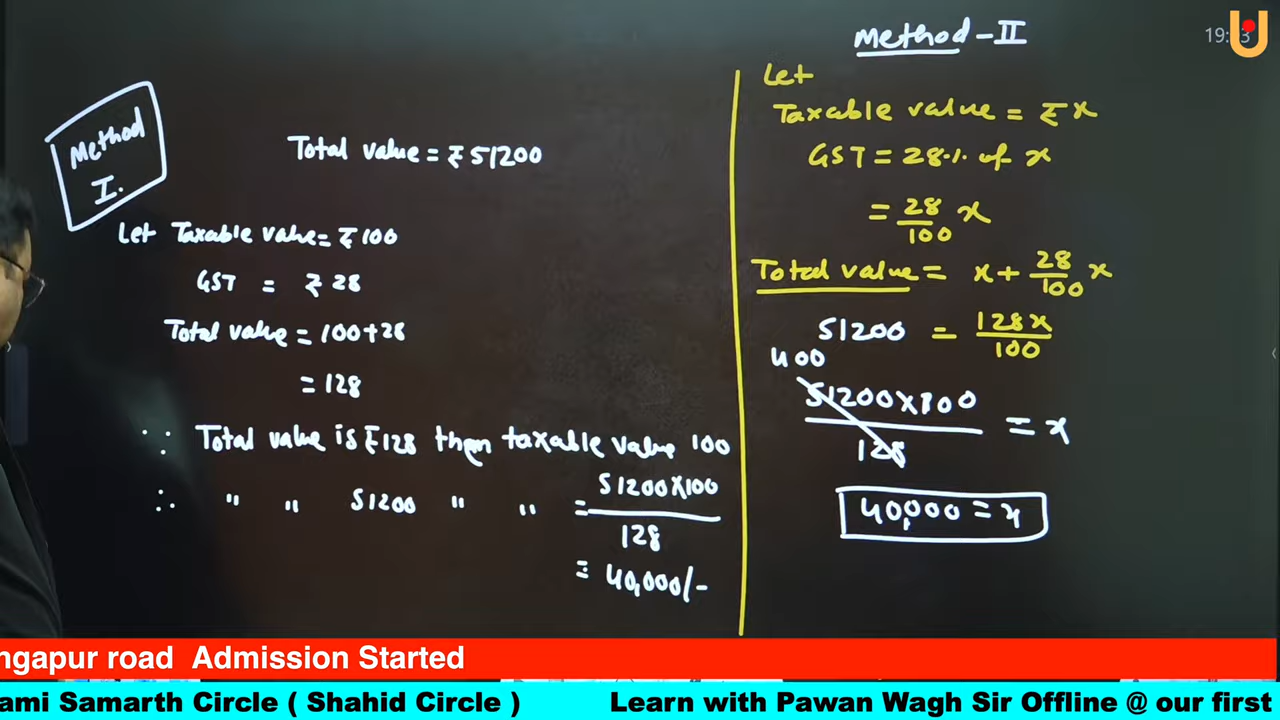 Method
I.
Total value = ₹ 51200
Let Taxable value = ₹ 100
GST = ₹ 28
Total value = 100+28
= 128
∵ Total value is ₹128 then taxable value 100
∴ " " 51200 " " = 51200×100
128
= 40,000/-
Method - II
Let
Taxable value = ₹ x
GST = 28% of x
= 28/100 x
Total value = x + 28/100 x
51200 = 128x/100
400
51200×100
128
= x
40,000 = x
U
ngapur road Admission Started
ami Samarth Circle ( Shahid Circle ) Learn with Pawan Wagh Sir Offline @ our first